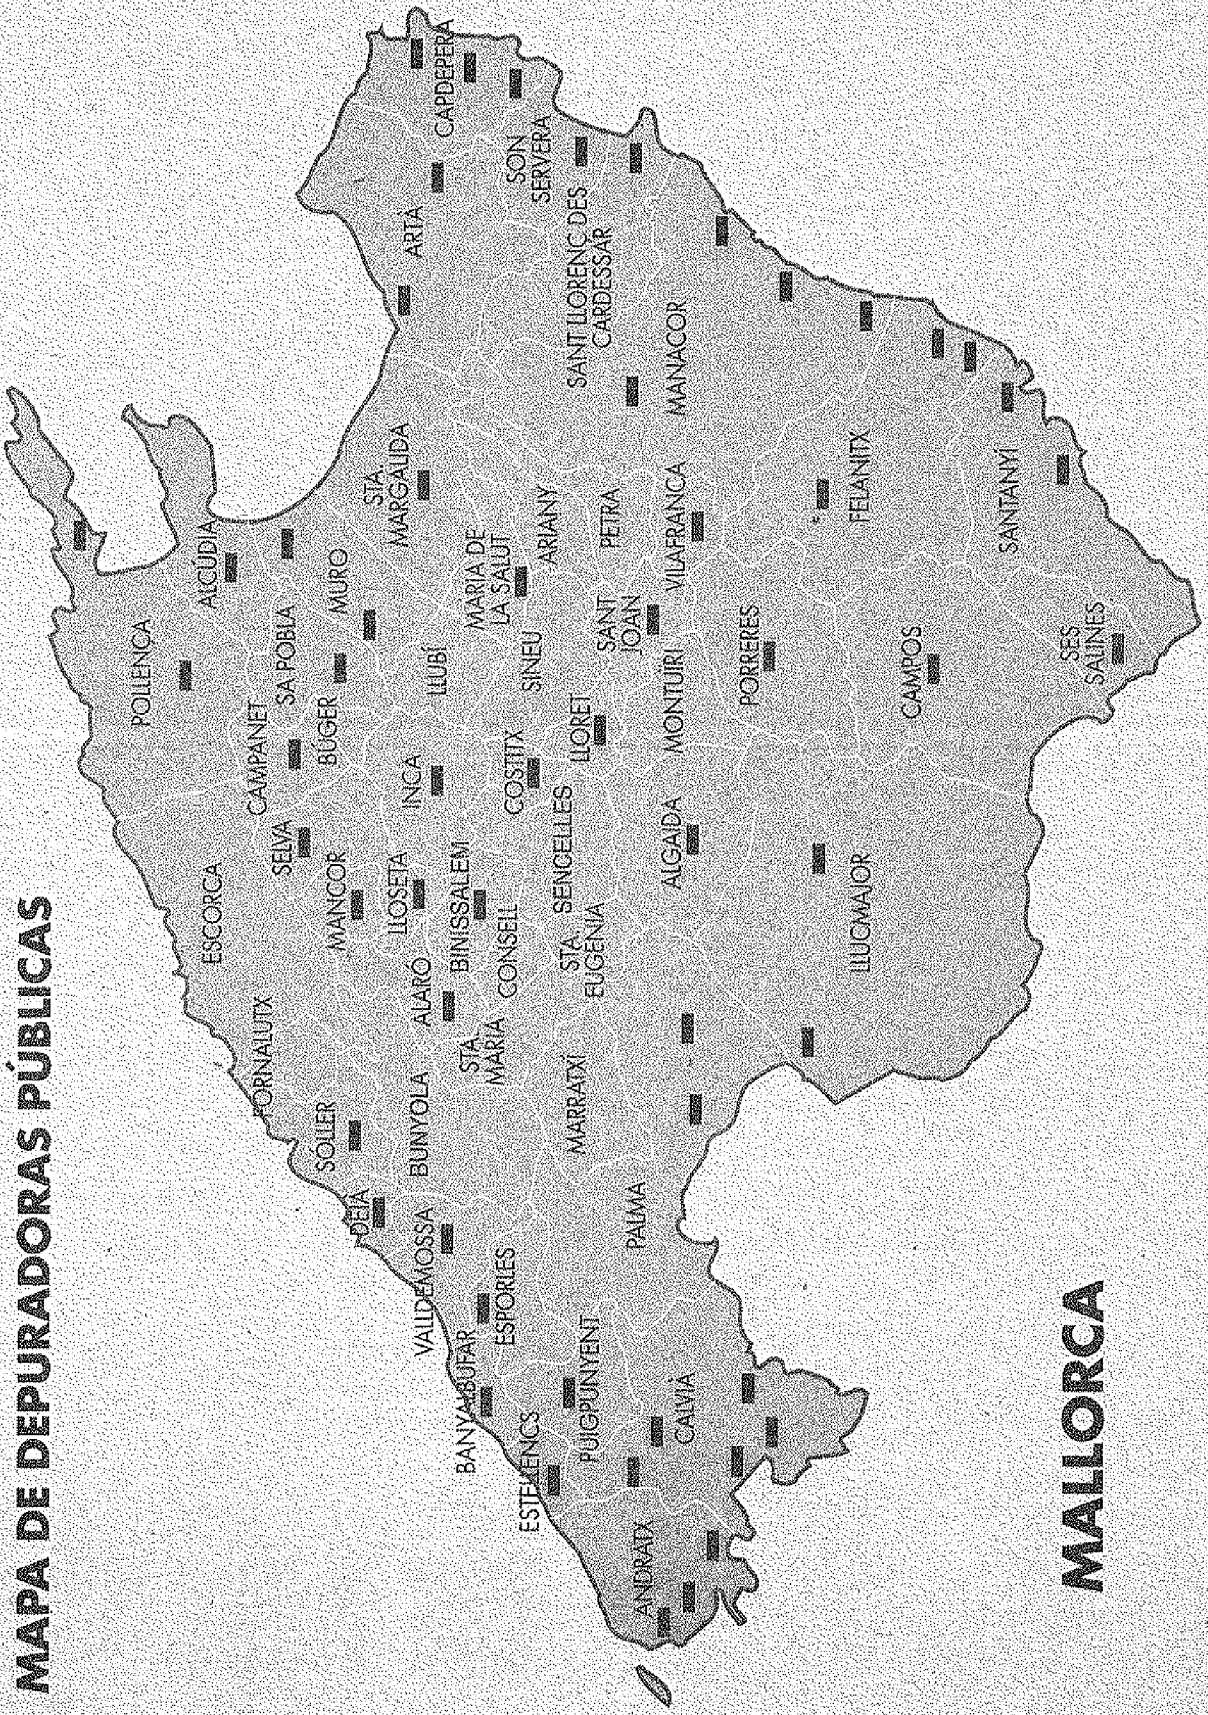 MAPA DE DEPURADORAS PÚBLICAS
POLLENÇA
ALCÚDIA
ESCORCA
CAMPANET
SA POBLA
FORNALUTX
SELVA
BÚGER
MURO
SÓLLER
MANCOR
STA.
MARGALIDA
ARTÀ
CAPDEPERA
DEIÀ
LLOSETA
INCA
LLUBÍ
BUNYOLA
ALARO
VALLDEMOSSA
BINISSALEM
MARIA DE
LA SALUT
STA.
MARIA
CONSELL
COSTITX
SINEU
ARIANY
SON
SERVERA
BANYALBUFAR
ESPORLES
SENCELLES
STA.
EUGENIA
LLORET
SANT LLORENÇ DES
CARDESSAR
ESTELLENCS
PUIGPUNYENT
MARRATXÍ
SANT
JOAN
PETRA
PALMA
ALGAIDA
MONTUIRI
VILAFRANCA
MANACOR
ANDRATX
CALVIÀ
PORRERES
LLUCMAJOR
FELANITX
CAMPOS
SANTANYÍ
SES
SALINES
MALLORCA